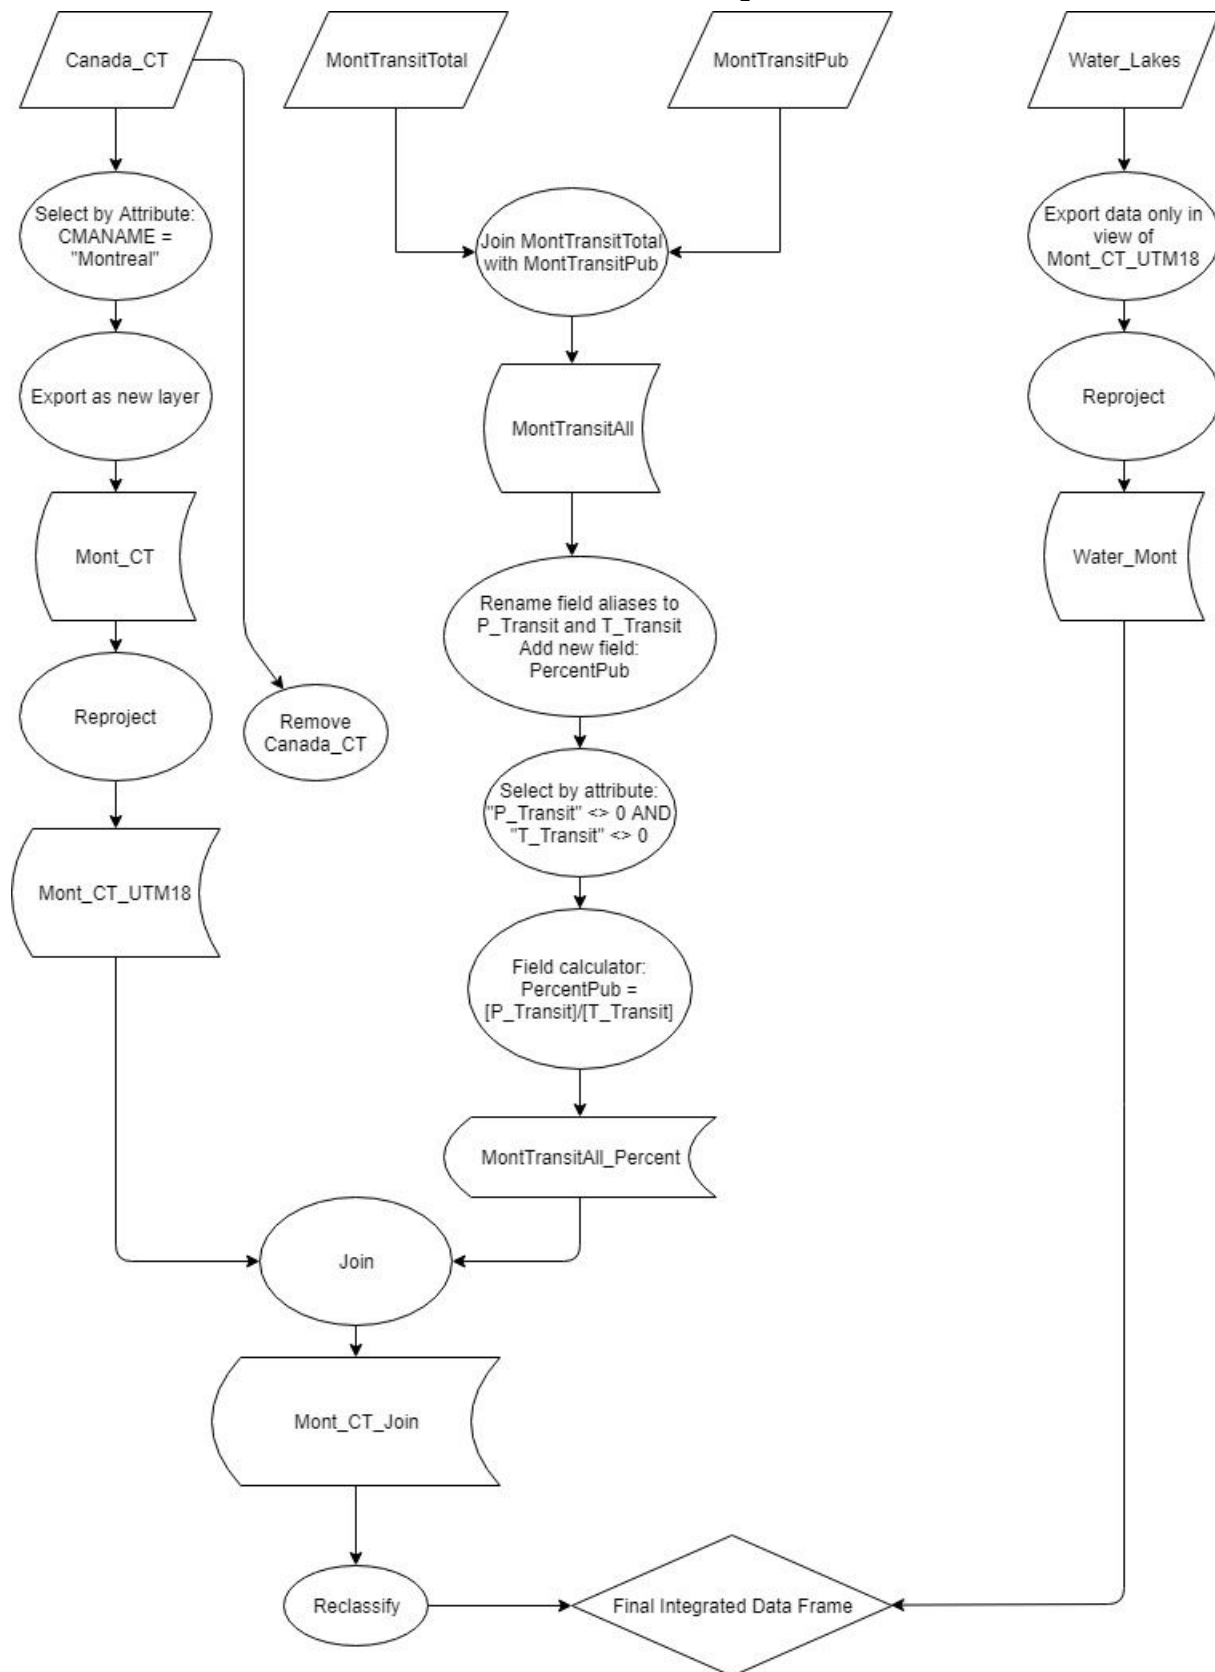 Canada_CT
MontTransitTotal
MontTransitPub
Water_Lakes
Select by Attribute:
CMANAME =
"Montreal"
Join MontTransitTotal
with MontTransitPub
Export data only in
view of
Mont_CT_UTM18
Export as new layer
MontTransitAll
Reproject
Mont_CT
Water_Mont
Rename field aliases to
P_Transit and T_Transit
Add new field:
PercentPub
Reproject
Remove
Canada_CT
Select by attribute:
"P_Transit" <> 0 AND
"T_Transit" <> 0
Mont_CT_UTM18
Field calculator:
PercentPub =
[P_Transit]/[T_Transit]
MontTransitAll_Percent
Join
Mont_CT_Join
Reclassify
Final Integrated Data Frame